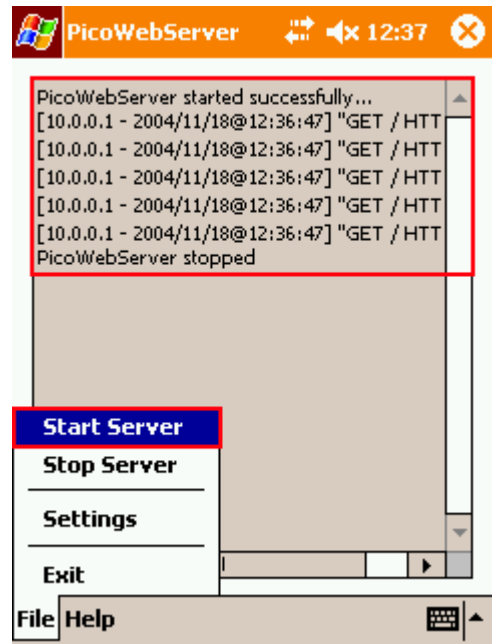 PicoWebServer 12:37
PicoWebServer started successfully...
[10.0.0.1 - 2004/11/18@12:36:47] "GET / HTT
[10.0.0.1 - 2004/11/18@12:36:47] "GET / HTT
[10.0.0.1 - 2004/11/18@12:36:47] "GET / HTT
[10.0.0.1 - 2004/11/18@12:36:47] "GET / HTT
[10.0.0.1 - 2004/11/18@12:36:47] "GET / HTT
PicoWebServer stopped
Start Server
Stop Server
Settings
Exit
File Help